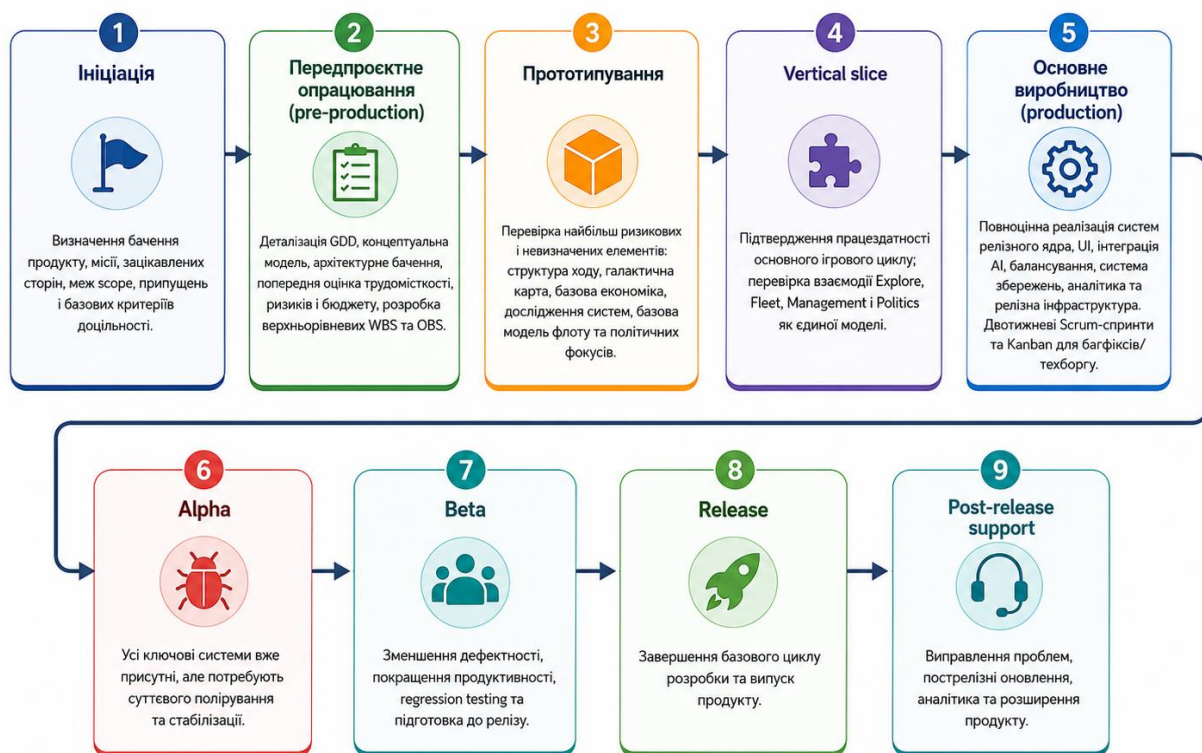 1
Ініціація
Визначення бачення
продукту, місії, зацікавлених
сторін, меж scope, припущень
і базових критеріїв
доцільності.
2
Передпроєктне
опрацювання
(pre-production)
Деталізація GDD, концептуальна
модель, архітектурне бачення,
попередня оцінка трудомісткості,
ризиків і бюджету, розробка
верхньорівневих WBS та OBS.
3
Прототипування
Перевірка найбільш ризикових
і невизначених елементів:
структура ходу, галактична
карта, базова економіка,
дослідження систем, базова
модель флоту та політичних
фокусів.
4
Vertical slice
Підтвердження працездатності
основного ігрового циклу;
перевірка взаємодії Explore,
Fleet, Management і Politics
як єдиної моделі.
5
Основне
виробництво
(production)
Повноцінна реалізація систем
релізного ядра, UI, інтеграція
AI, балансування, система
збережень, аналітика та
релізна інфраструктура.
Двотижневі Scrum-спринти
та Kanban для багфіксів/
техборгу.
6
Alpha
Усі ключові системи вже
присутні, але потребують
суттєвого полірування
та стабілізації.
7
Beta
Зменшення дефектності,
покращення продуктивності,
regression testing та
підготовка до релізу.
8
Release
Завершення базового циклу
розробки та випуск
продукту.
9
Post-release
support
Виправлення проблем,
пострелізні оновлення,
аналітика та розширення
продукту.